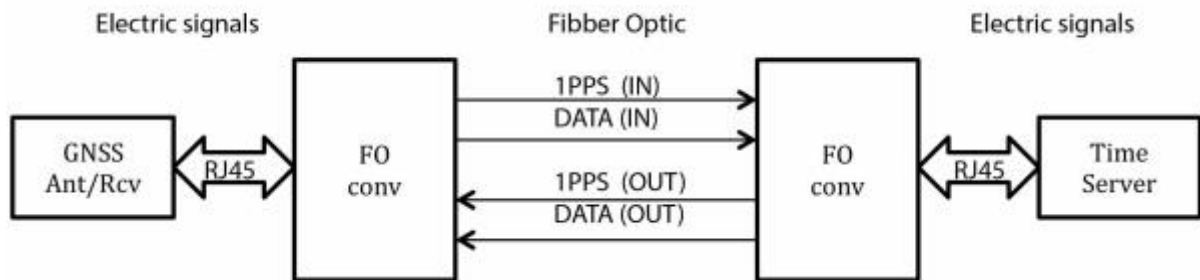 Electric signals
Fibber Optic
Electric signals
1PPS (IN)
DATA (IN)
GNSS
Ant/Rcv
RJ45
FO
conv
1PPS (OUT)
DATA (OUT)
FO
conv
RJ45
Time
Server